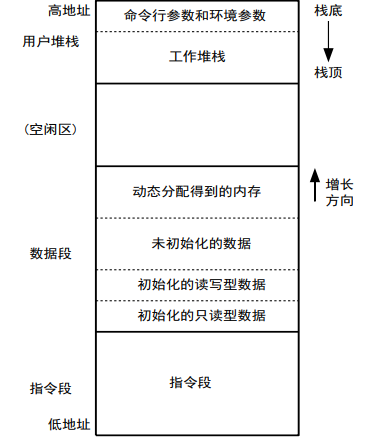 高地址
命令行参数和环境参数
栈底
用户堆栈
工作堆栈
栈顶
(空闲区)
动态分配得到的内存
增长
方向
未初始化的数据
数据段
初始化的读写型数据
初始化的只读型数据
指令段
指令段
低地址